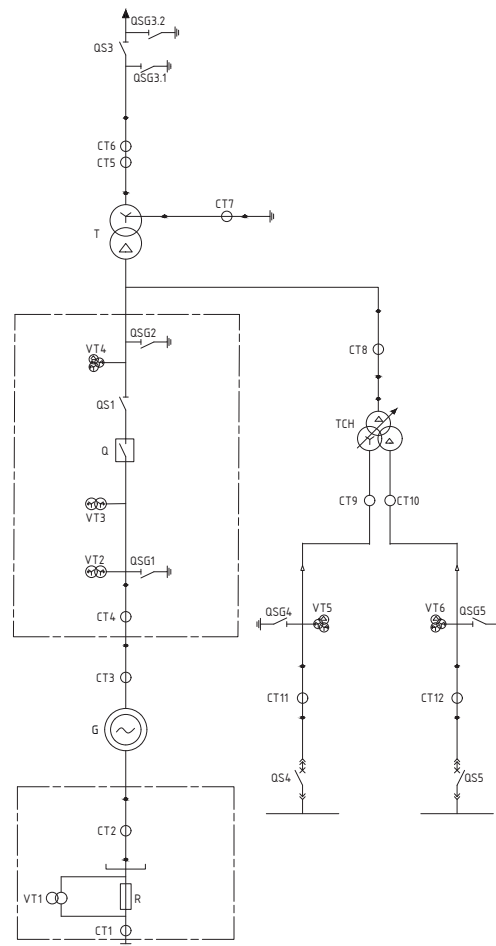 QSG3.2
QS3
QSG3.1
CT6
CT5
CT7
T
QSG2
VT4
CT8
QS1
TCH
Q
CT9
CT10
VT3
VT2
QSG1
CT4
QSG4
VT5
VT6
QSG5
CT3
CT11
CT12
G
QS4
QS5
CT2
VT1
R
CT1